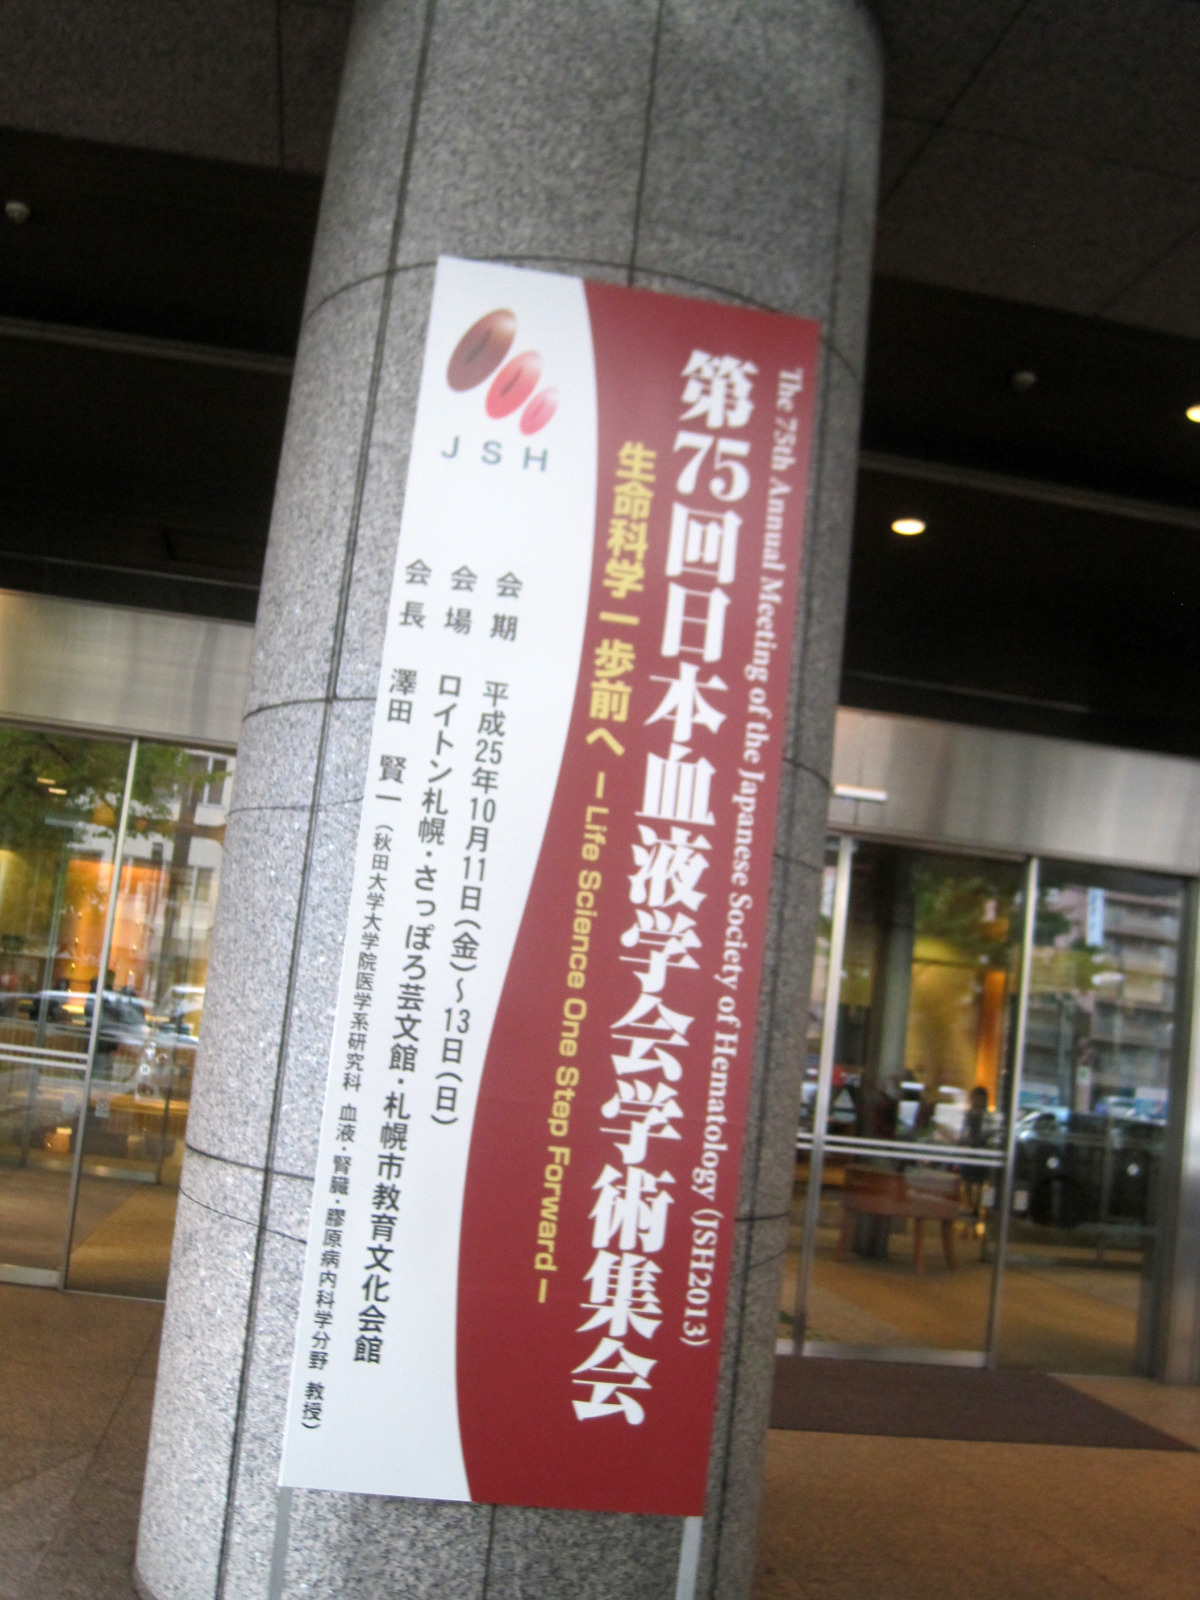 The 75th Annual Meeting of the Japanese Society of Hematology (JSH2013)
第75回日本血液学会学術集会
生命科学一歩前へ －Life Science One Step Forward－
JSH
会期 平成25年10月11日(金)～13日(日)
会場 ロイトン札幌・さっぽろ芸文館・札幌市教育文化会館
会長 澤田 賢一(秋田大学大学院医学系研究科 血液・腎臓・膠原病内科学分野 教授)